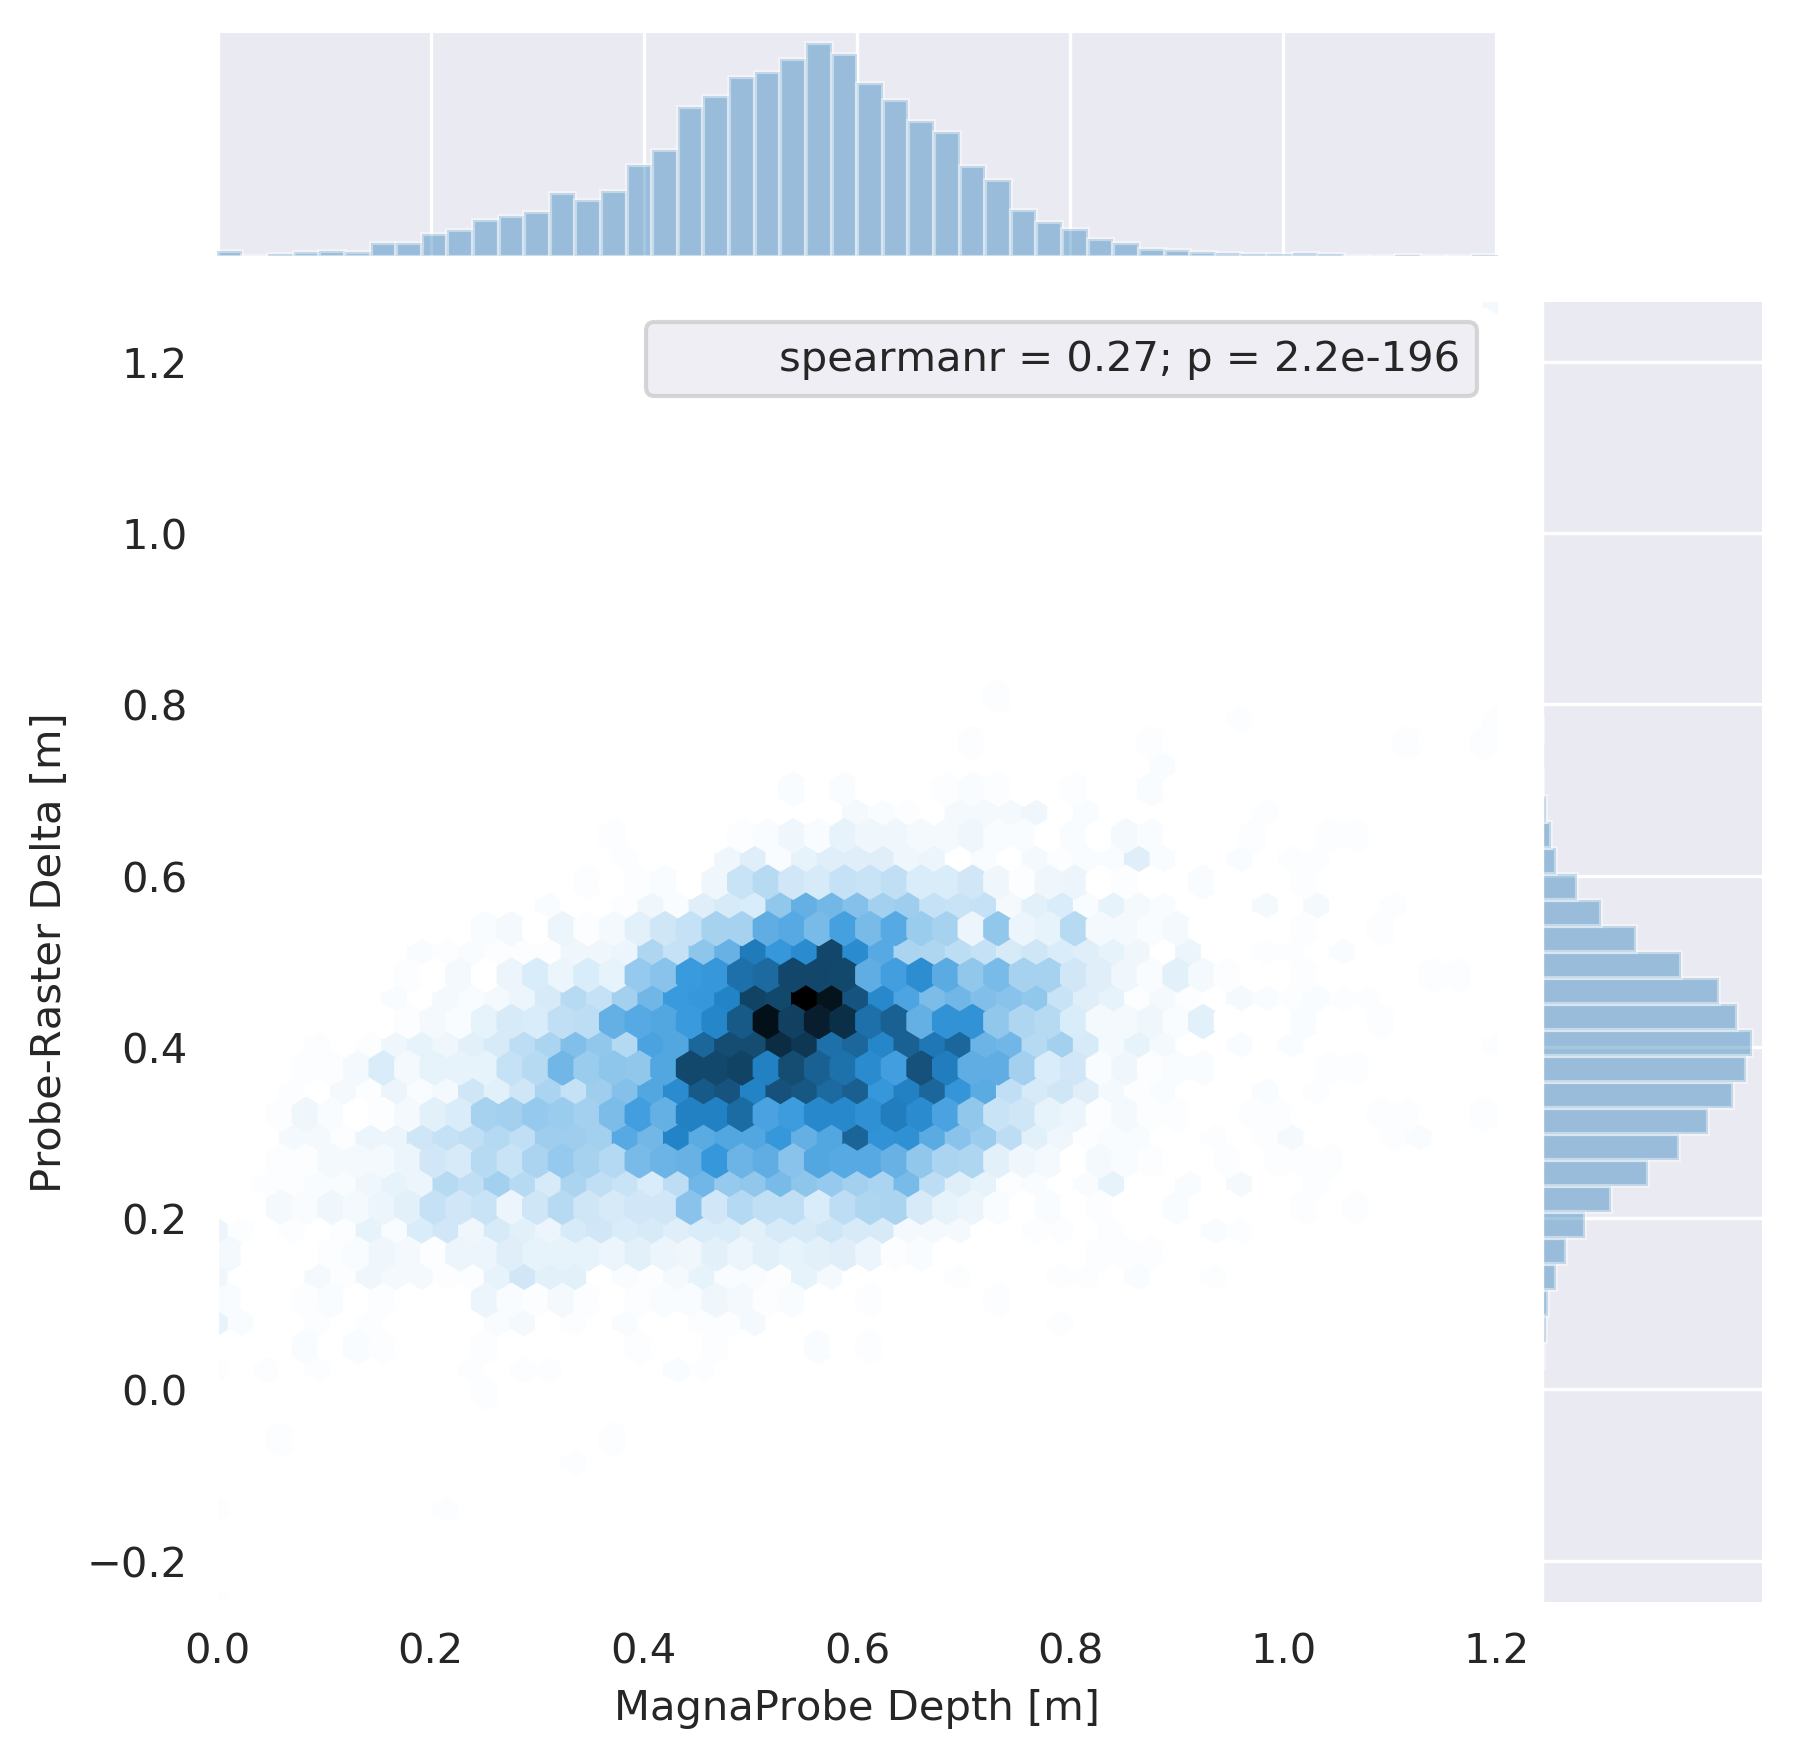 spearmanr = 0.27; p = 2.2e-196
1.2
1.0
0.8
0.6
0.4
0.2
0.0
−0.2
Probe-Raster Delta [m]
0.0 0.2 0.4 0.6 0.8 1.0 1.2
MagnaProbe Depth [m]